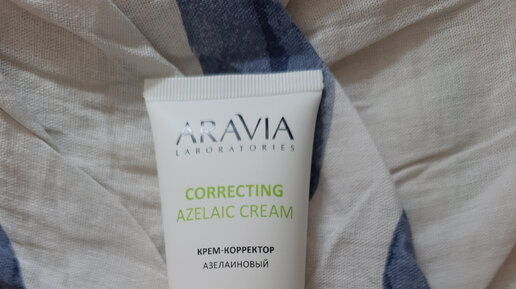 ARAVIA
LABORATORIES
CORRECTING
AZELAIC CREAM
КРЕМ-КОРРЕКТОР
АЗЕЛАИНОВЫЙ